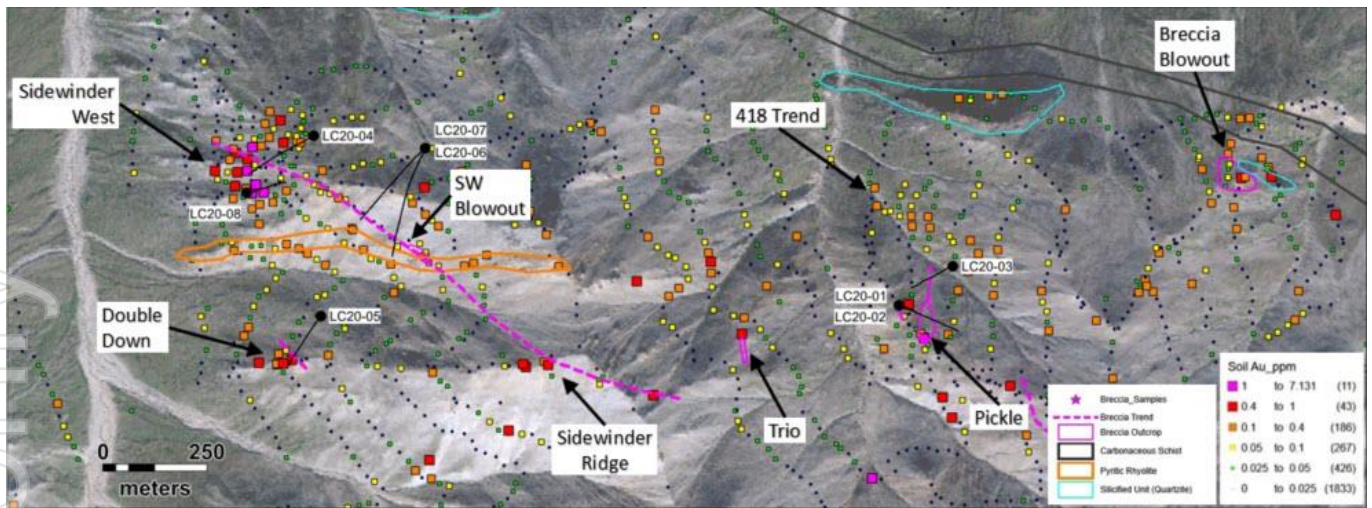 Sidewinder
West
LC20-04
LC20-07
LC20-06
SW
Blowout
LC20-08
Double
Down
LC20-05
Sidewinder
Ridge
Trio
418 Trend
LC20-03
LC20-01
LC20-02
Pickle
Breccia
Blowout
0 250
meters
Breccia_Samples
Breccia Trend
Breccia Outcrop
Carbonaceous Schist
Pyritic Rhyolite
Silicified Unit (Quartzite)
Soil Au_ppm
1 to 7.131 (11)
0.4 to 1 (43)
0.1 to 0.4 (186)
0.05 to 0.1 (267)
0.025 to 0.05 (426)
0 to 0.025 (1833)